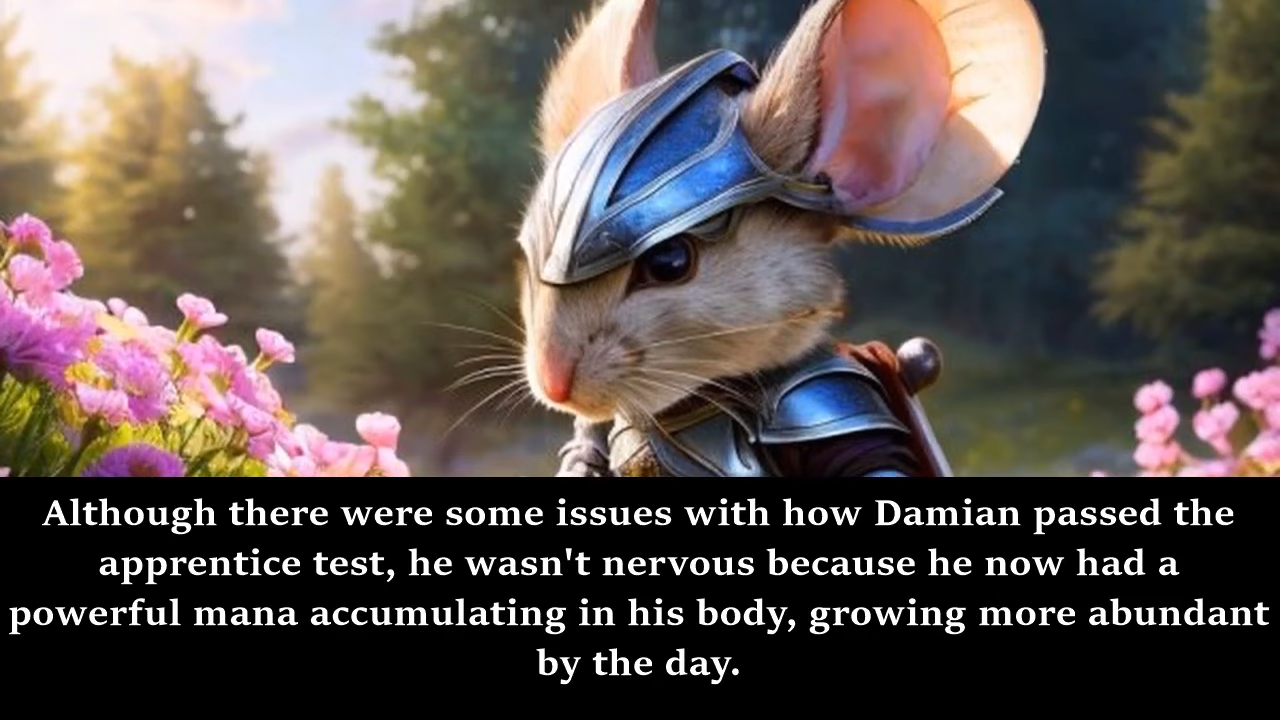 Although there were some issues with how Damian passed the
apprentice test, he wasn't nervous because he now had a
powerful mana accumulating in his body, growing more abundant
by the day.